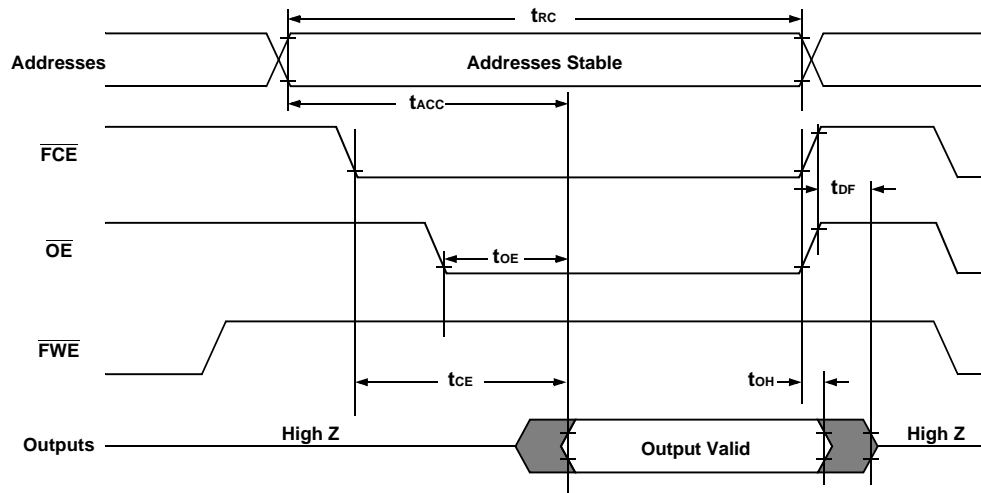 tRC
Addresses
Addresses Stable
tACC
FCE
tDF
OE
tOE
FWE
tCE
tOH
Outputs
High Z
Output Valid
High Z